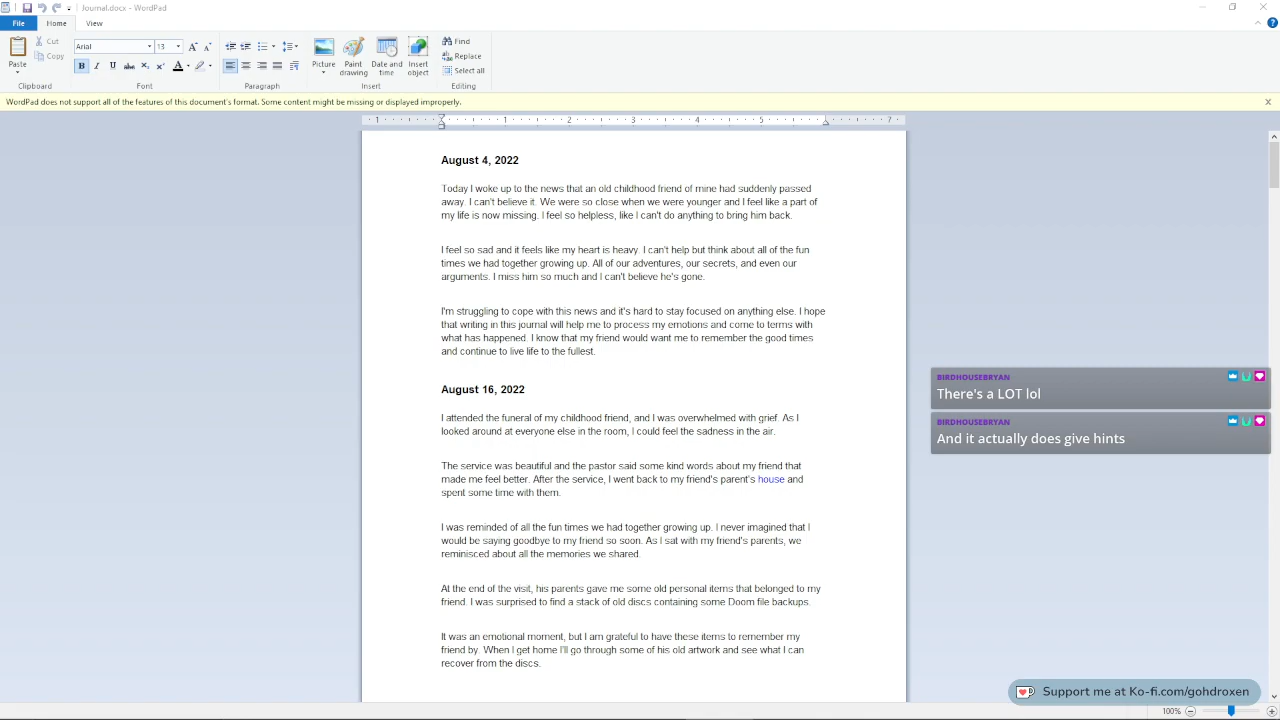 Journal.docx - WordPad
File
Home
View
Paste
Cut
Copy
Clipboard
Arial
13
Font
Paragraph
Picture
Paint
drawing
Date and
time
Insert
object
Insert
Find
Replace
Select all
Editing
WordPad does not support all of the features of this document's format. Some content might be missing or displayed improperly.
1 1 2 3 4 5 7
August 4, 2022
Today I woke up to the news that an old childhood friend of mine had suddenly passed
away. I can't believe it. We were so close when we were younger and I feel like a part of
my life is now missing. I feel so helpless, like I can't do anything to bring him back.
I feel so sad and it feels like my heart is heavy. I can't help but think about all of the fun
times we had together growing up. All of our adventures, our secrets, and even our
arguments. I miss him so much and I can't believe he's gone.
I'm struggling to cope with this news and it's hard to stay focused on anything else. I hope
that writing in this journal will help me to process my emotions and come to terms with
what has happened. I know that my friend would want me to remember the good times
and continue to live life to the fullest.
August 16, 2022
I attended the funeral of my childhood friend, and I was overwhelmed with grief. As I
looked around at everyone else in the room, I could feel the sadness in the air.
The service was beautiful and the pastor said some kind words about my friend that
made me feel better. After the service, I went back to my friend's parent's house and
spent some time with them.
I was reminded of all the fun times we had together growing up. I never imagined that I
would be saying goodbye to my friend so soon. As I sat with my friend's parents, we
reminisced about all the memories we shared.
At the end of the visit, his parents gave me some old personal items that belonged to my
friend. I was surprised to find a stack of old discs containing some Doom file backups.
It was an emotional moment, but I am grateful to have these items to remember my
friend by. When I get home I'll go through some of his old artwork and see what I can
recover from the discs.
BIRDHOUSEBRYAN
There's a LOT lol
BIRDHOUSEBRYAN
And it actually does give hints
Support me at Ko-fi.com/gohdroxen
100%